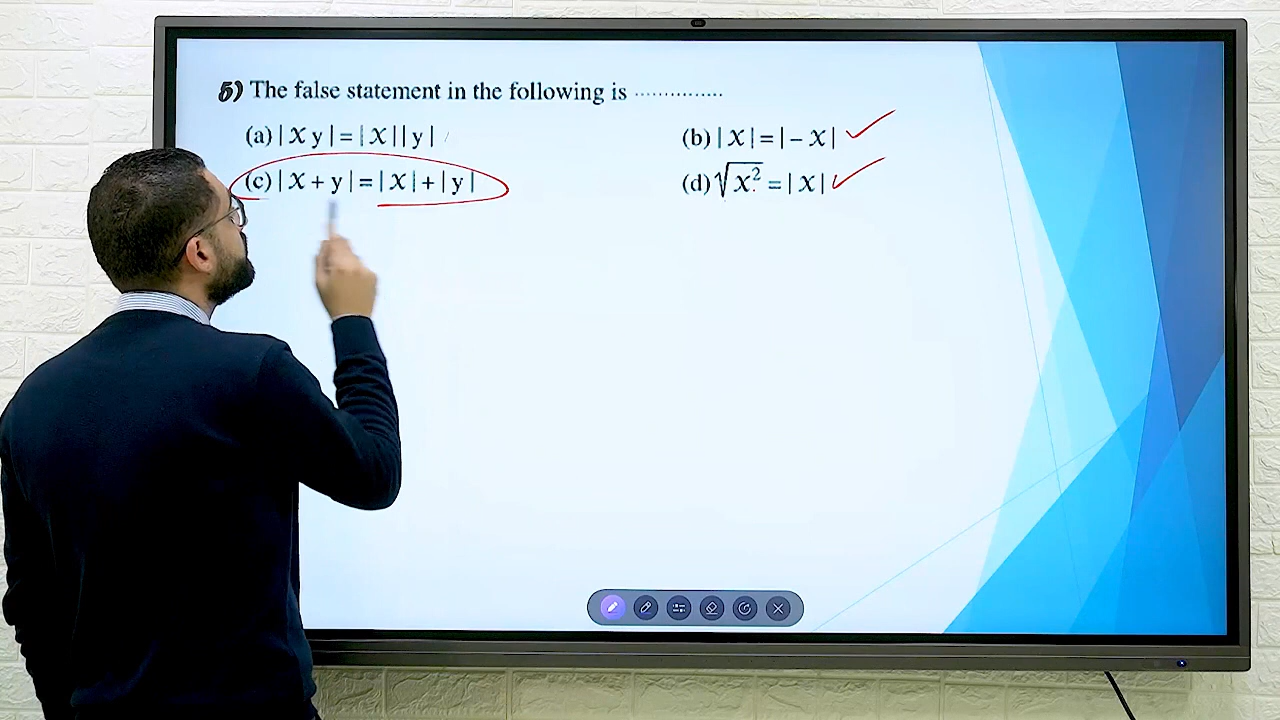 5) The false statement in the following is ...............
(a) | X y | = | X | | y |
(b) | X | = | – X |
(c) | X + y | = | X | + | y |
(d) √X² = | X |